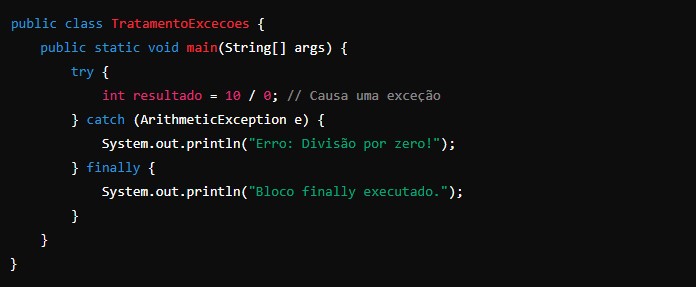 public class TratamentoExcecoes {
    public static void main(String[] args) {
        try {
            int resultado = 10 / 0; // Causa uma exceção
        } catch (ArithmeticException e) {
            System.out.println("Erro: Divisão por zero!");
        } finally {
            System.out.println("Bloco finally executado.");
        }
    }
}